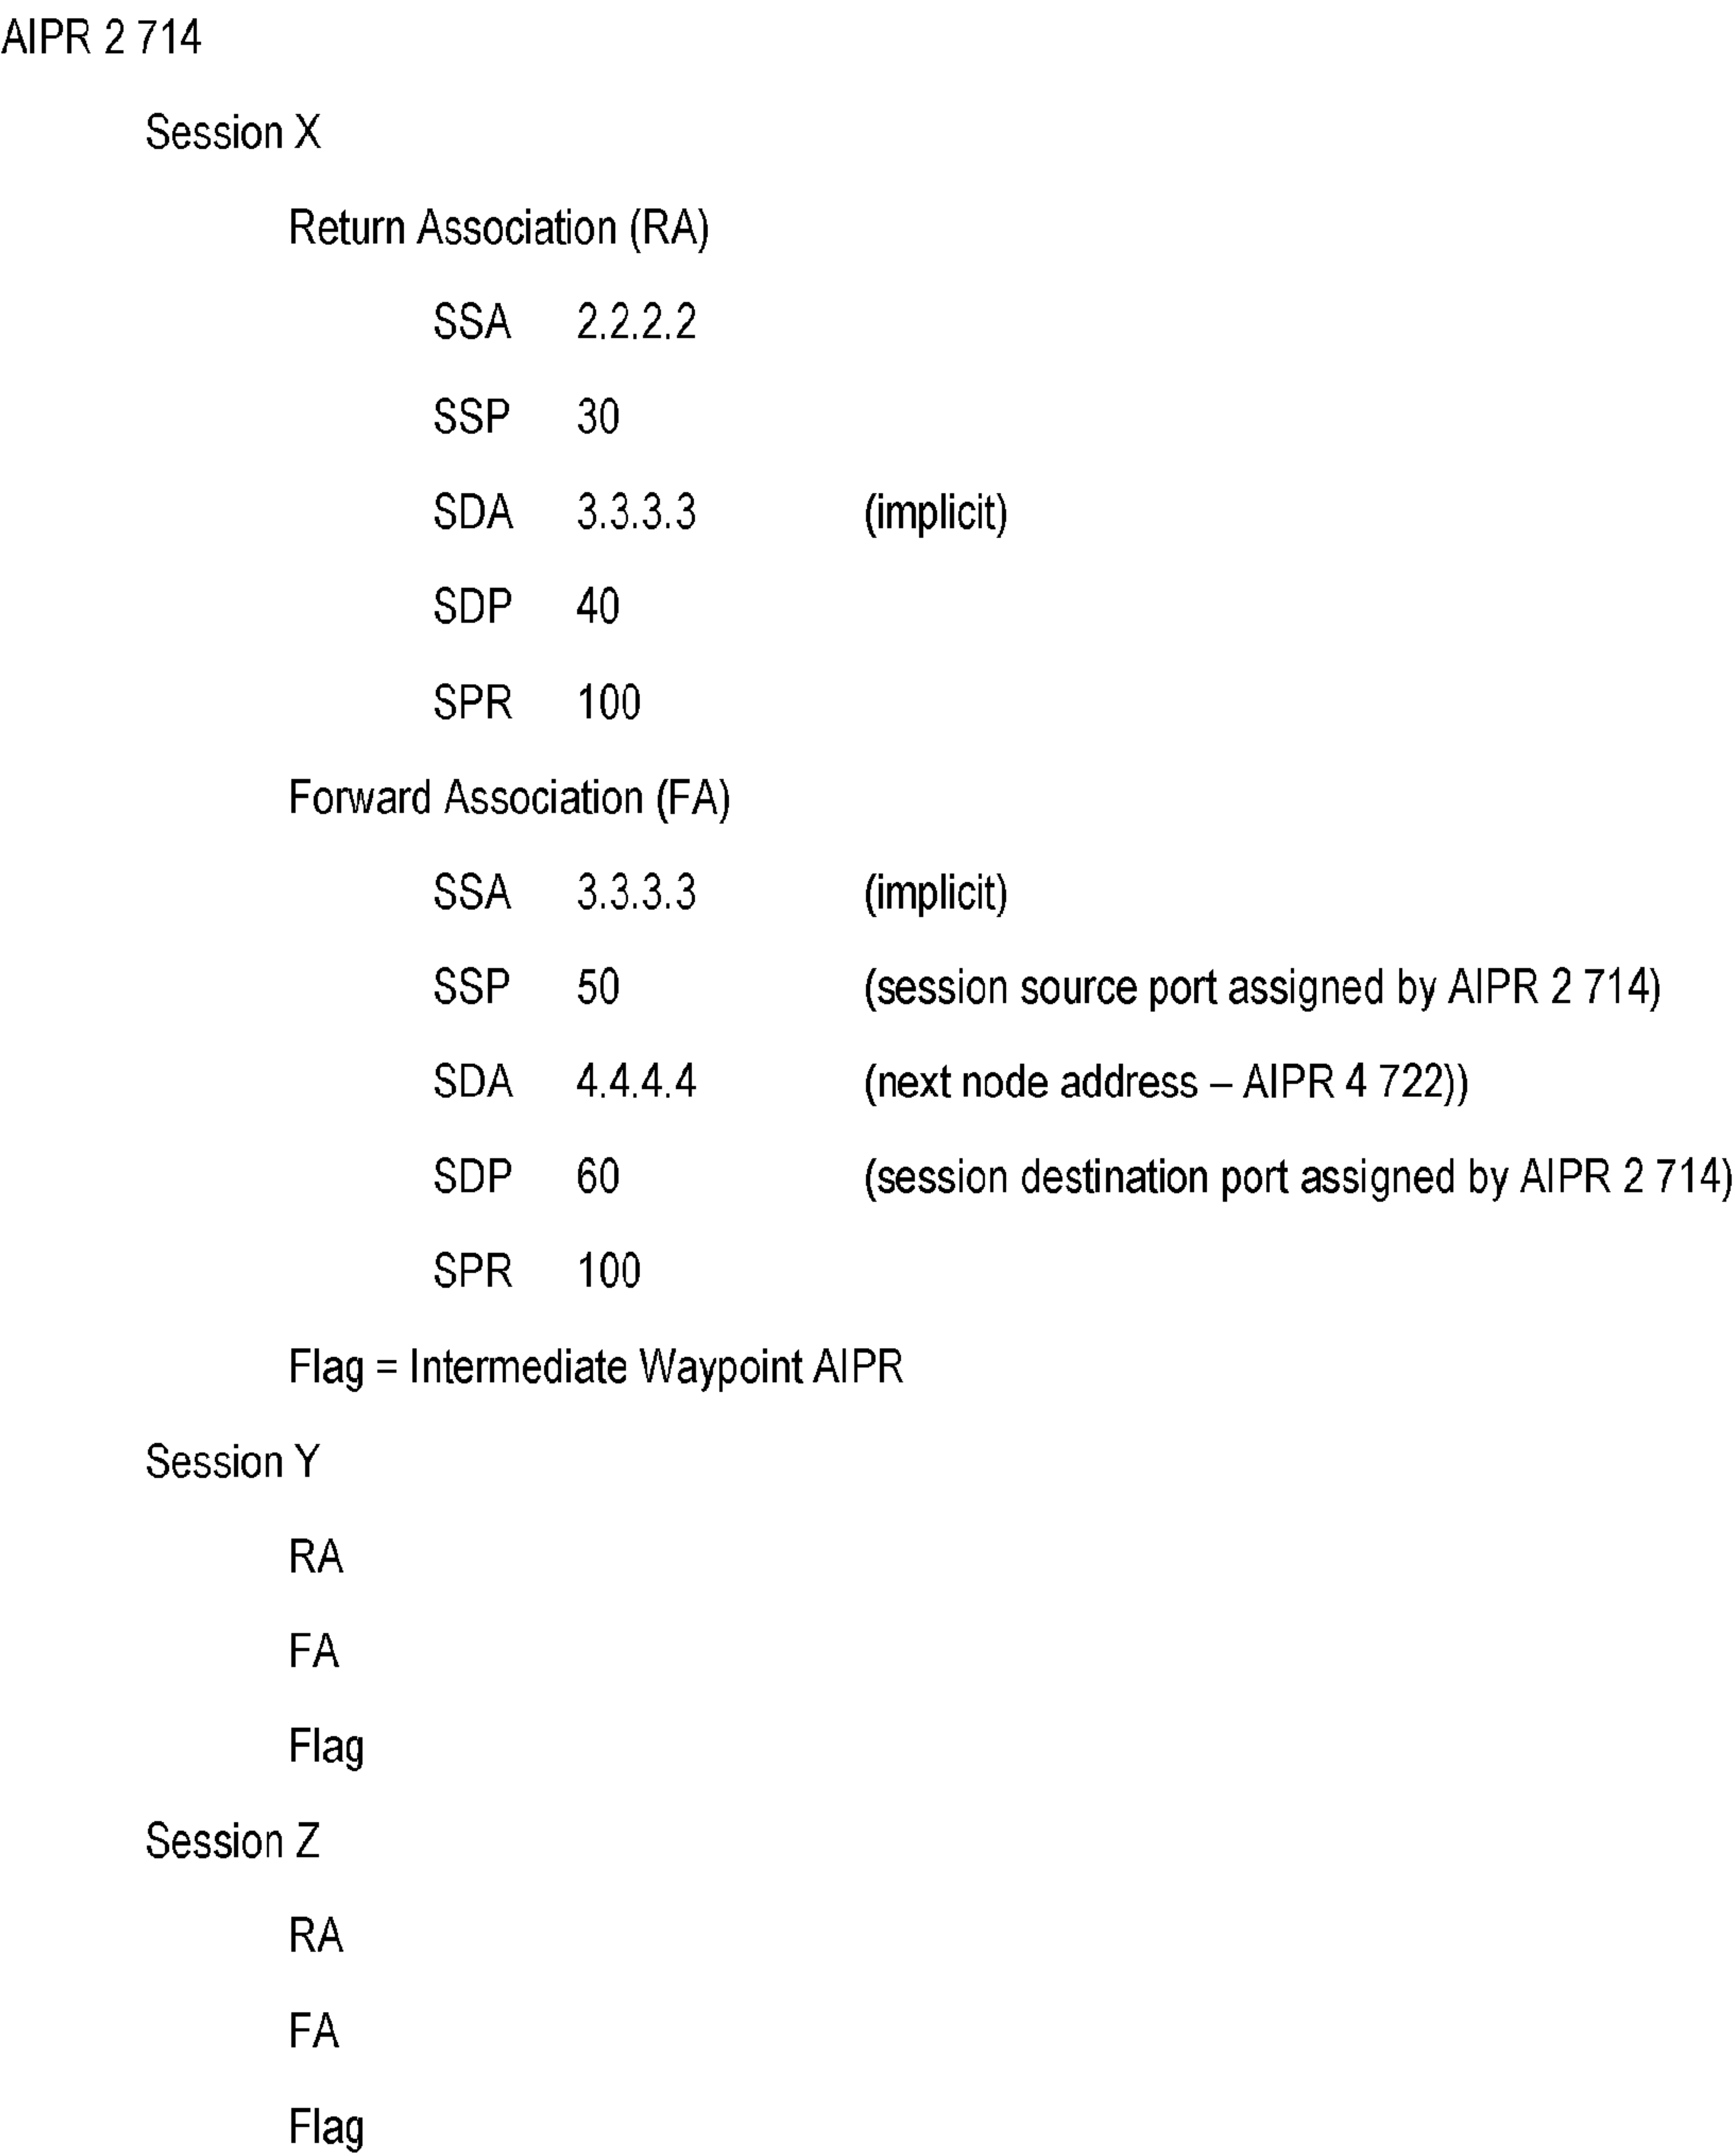 AIPR 2 714
Session X
Return Association (RA)
SSA 2.2.2.2
SSP 30
SDA 3.3.3.3 (implicit)
SDP 40
SPR 100
Forward Association (FA)
SSA 3.3.3.3 (implicit)
SSP 50 (session source port assigned by AIPR 2 714)
SDA 4.4.4.4 (next node address – AIPR 4 722))
SDP 60 (session destination port assigned by AIPR 2 714)
SPR 100
Flag = Intermediate Waypoint AIPR
Session Y
RA
FA
Flag
Session Z
RA
FA
Flag